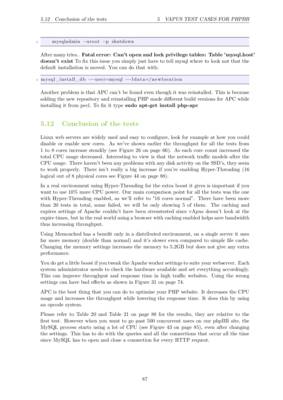 5.12 Conclusion of the tests 5 VSPUS TEST CASES FOR PHPBB
mysqladmin -uroot -p shutdown
After many tries.. Fatal error: Can't open and lock privilege tables: Table 'mysql.host'
doesn't exist To fix this issue you simply just have to tell mysql where to look not that the
default installation is moved. You can do that with:
mysql_install_db --user=mysql --ldata=/newlocation
Another problem is that APC can't be found even though it was reinstalled. This is because
adding the new repository and reinstalling PHP made different build versions for APC while
installing it from pecl. To fix it type sudo apt-get install php-apc
5.12 Conclusion of the tests
Linux web servers are widely used and easy to configure, look for example at how you could
disable or enable new cores. As we've shown earlier the throughput for all the tests from
1 to 8 cores increase steadily (see Figure 26 on page 66). As each core count increased the
total CPU usage decreased. Interesting to view is that the network traffic models after the
CPU usage. There haven't been any problems with any disk activity on the SSD's, they seem
to work properly. There isn't really a big increase if you're enabling Hyper-Threading (16
logical out of 8 physical cores see Figure 44 on page 88).
In a real environment using Hyper-Threading for the extra boost it gives is important if you
want to use 10% more CPU power. Our main comparison point for all the tests was the one
with Hyper-Threading enabled, as we'll refer to "16 cores normal". There have been more
than 20 tests in total, some failed, we will be only showing 5 of them. The caching and
expires settings of Apache couldn't have been stresstested since vApus doesn't look at the
expire times, but in the real world using a browser with caching enabled helps save bandwidth
thus increasing throughput.
Using Memcached has a benefit only in a distributed environment, on a single server it uses
far more memory (double than normal) and it's slower even compared to simple file cache.
Changing the memory settings increases the memory to 5.2GB but does not give any extra
performance.
You do get a little boost if you tweak the Apache worker settings to suite your webserver. Each
system administrator needs to check the hardware available and set everything accordingly.
This can improve throughput and response time in high traffic websites. Using the wrong
settings can have bad effects as shown in Figure 31 on page 74.
APC is the best thing that you can do to optimize your PHP website. It decreases the CPU
usage and increases the throughput while lowering the response time. It does this by using
an opcode system.
Please refer to Table 20 and Table 21 on page 86 for the results, they are relative to the
first test. However when you want to go past 500 concurrent users on our phpBB site, the
MySQL process starts using a lot of CPU (see Figure 43 on page 85), even after changing
the settings. This has to do with the queries and all the connections that occur all the time
since MySQL has to open and close a connection for every HTTP request.
87